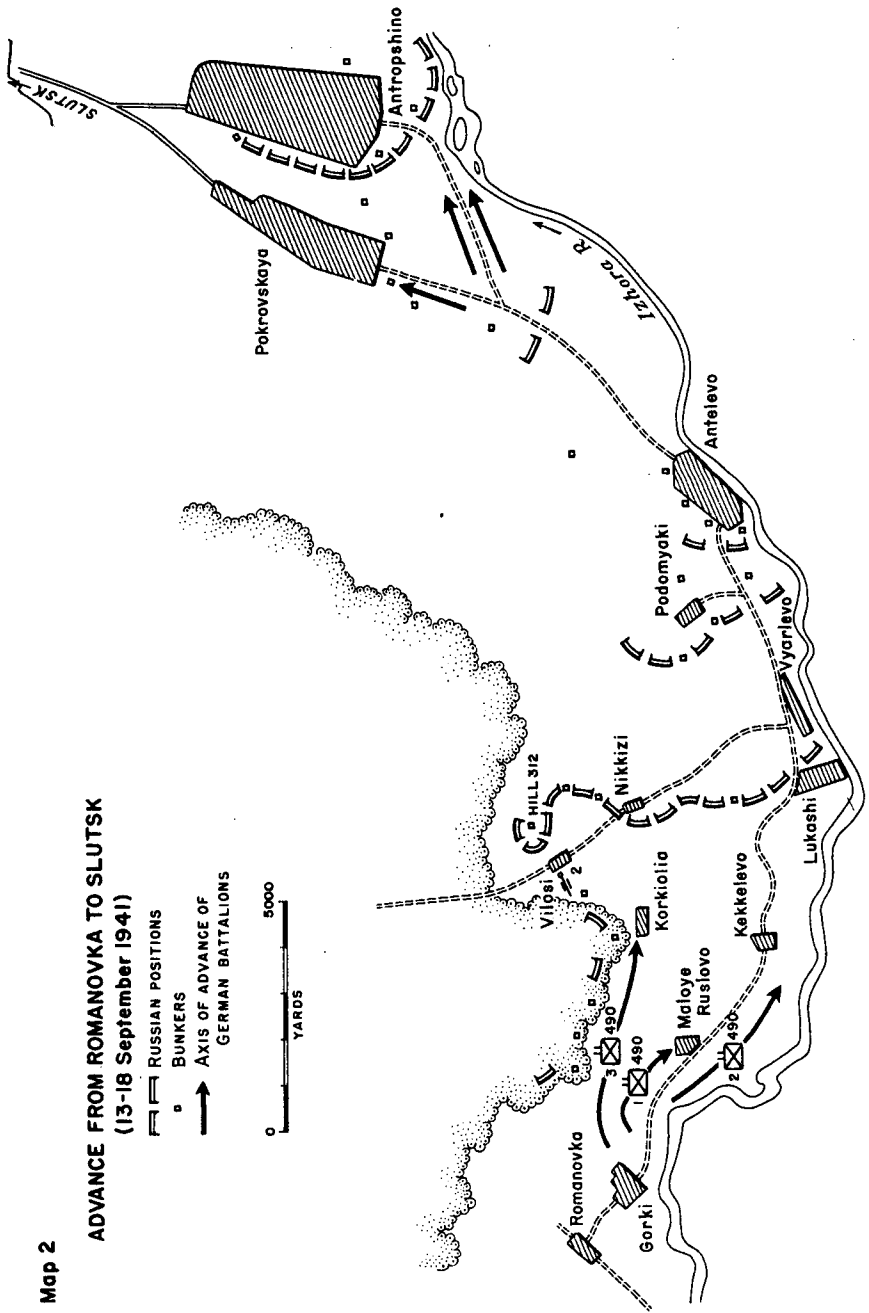 Map 2
ADVANCE FROM ROMANOVKA TO SLUTSK
(13-18 September 1941)
RUSSIAN POSITIONS
BUNKERS
AXIS OF ADVANCE OF
GERMAN BATTALIONS
0
5000
YARDS
SLUTSK
Pokrovskaya
Antropshino
Izhora R
Antelevo
Podomyaki
Vyarlevo
HILL 312
Nikkizi
Vilosi
2
Lukashi
Korkiolia
Kekkelevo
Maloye
Ruslovo
3 490
1 490
2 490
Romanovka
Gorki